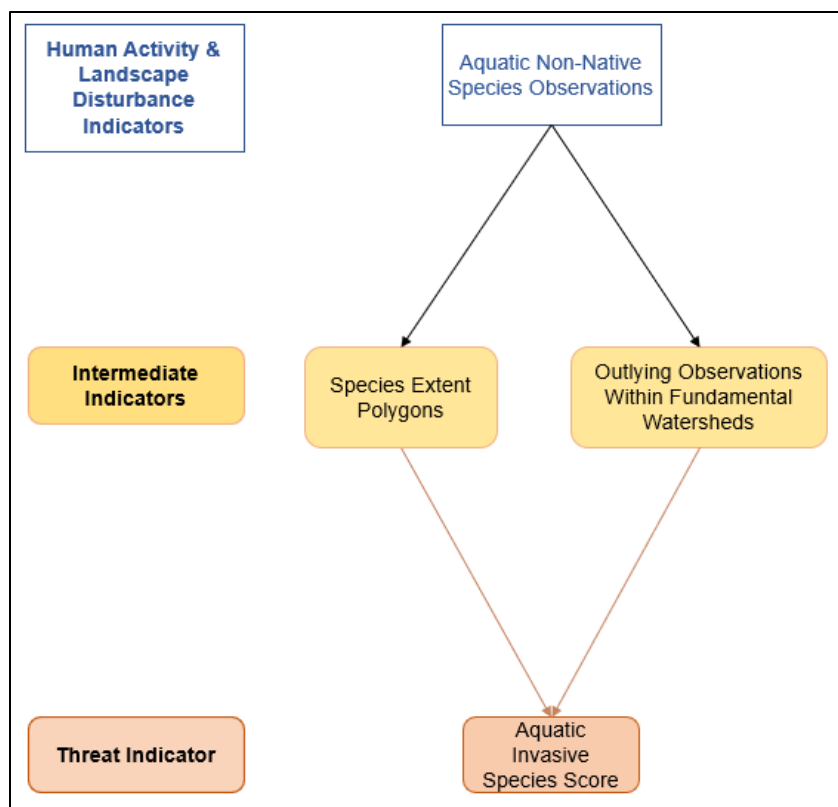 Human Activity &
Landscape
Disturbance
Indicators
Aquatic Non-Native
Species Observations
Intermediate
Indicators
Species Extent
Polygons
Outlying Observations
Within Fundamental
Watersheds
Threat Indicator
Aquatic
Invasive
Species Score